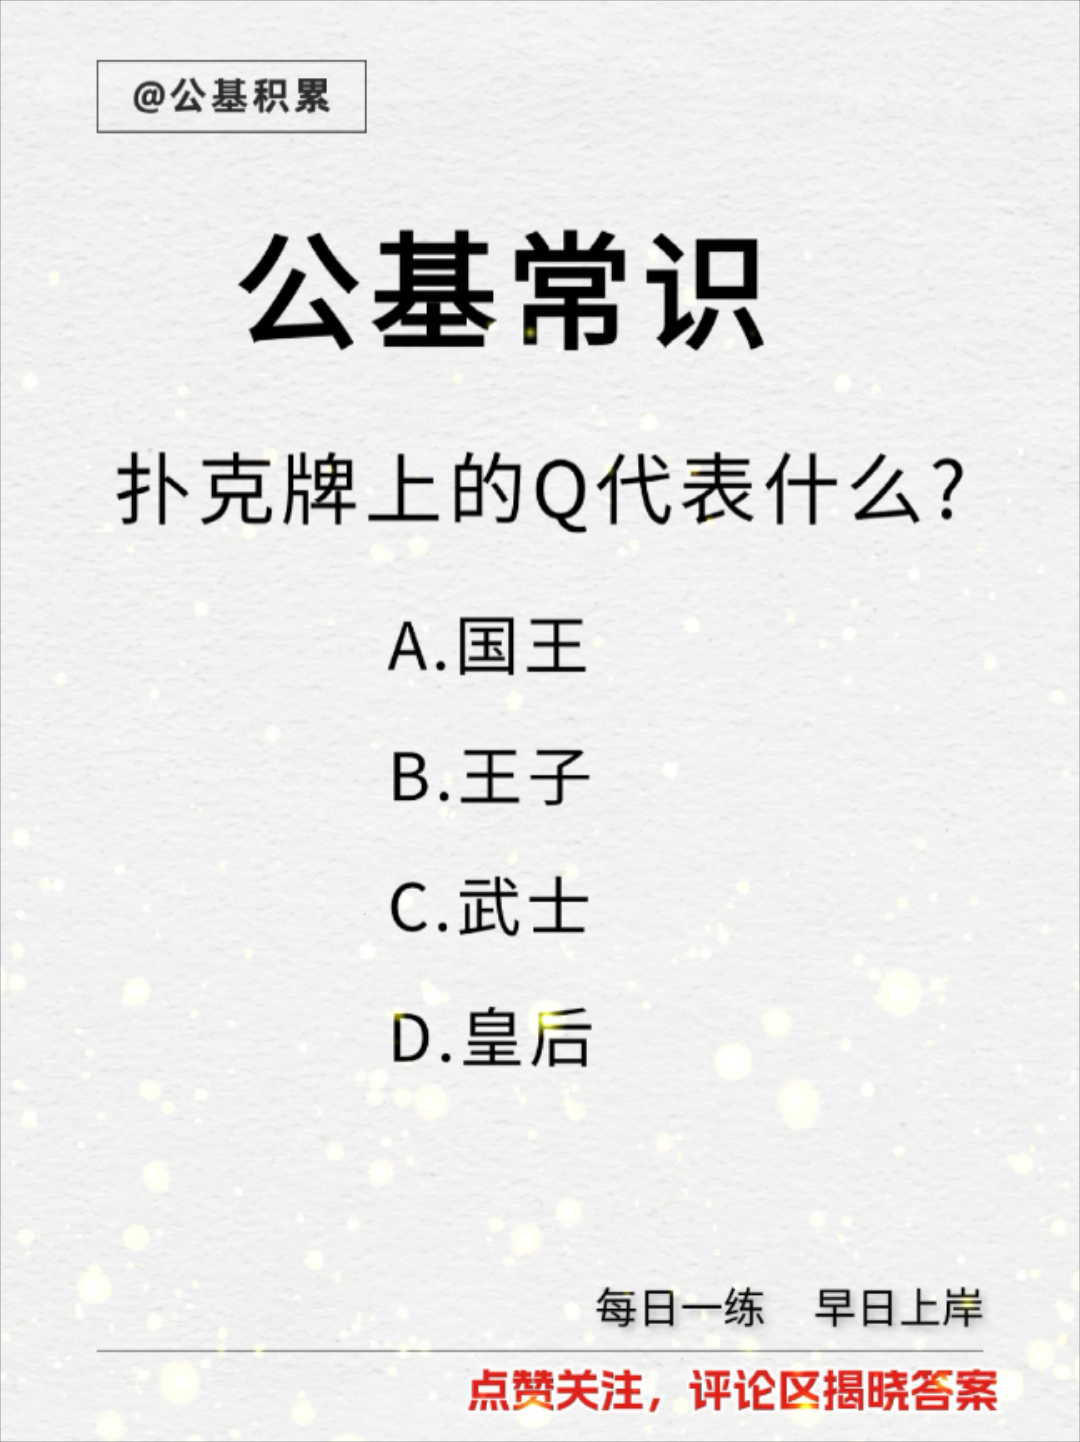 @公基积累
公基常识
扑克牌上的Q代表什么?
A.国王
B.王子
C.武士
D.皇后
每日一练 早日上岸
点赞关注，评论区揭晓答案